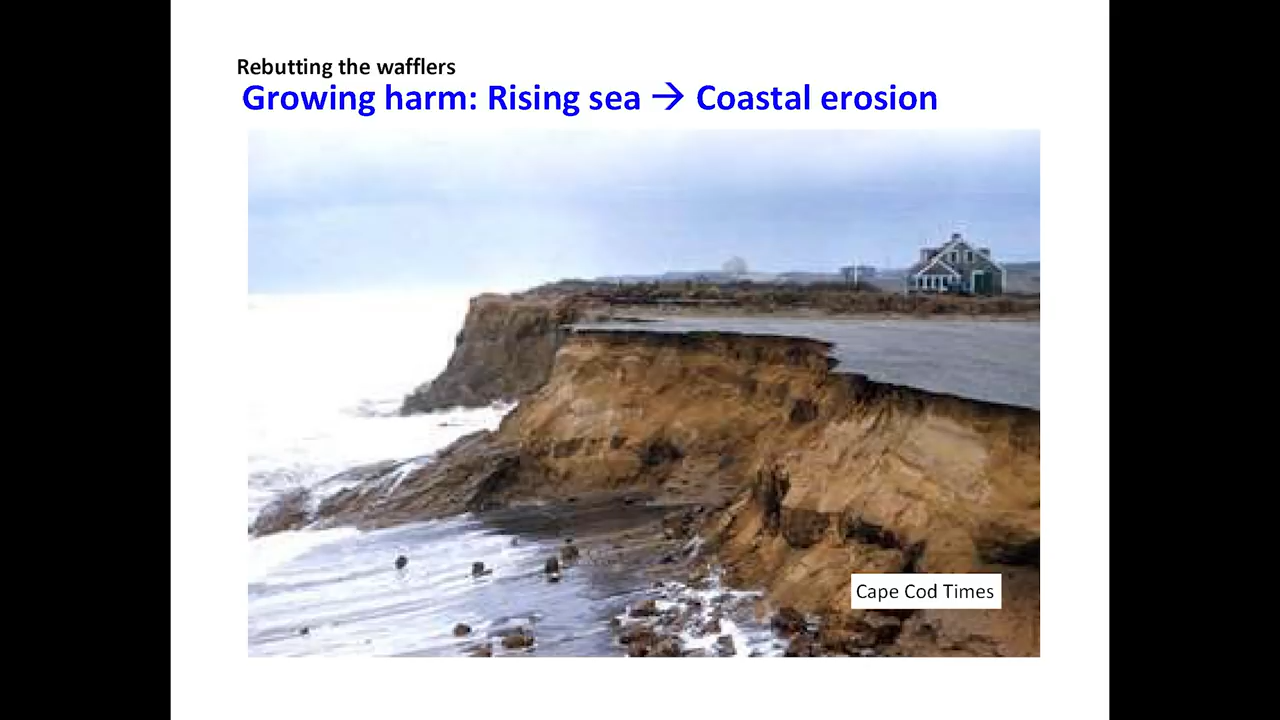 Rebutting the wafflers
Growing harm: Rising sea → Coastal erosion
Cape Cod Times